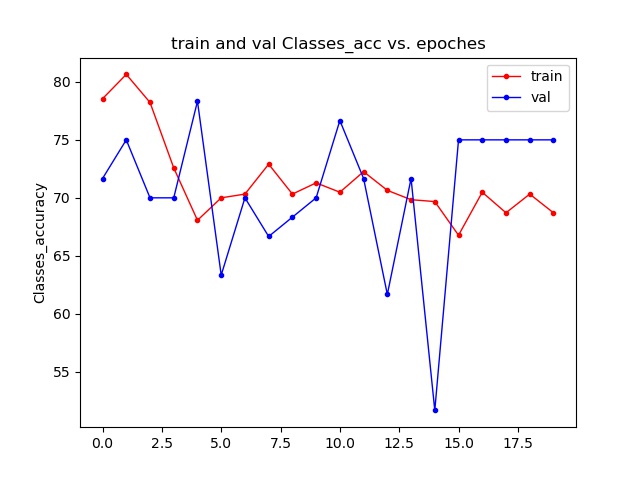 train and val Classes_acc vs. epoches
train
val
Classes_accuracy
80
75
70
65
60
55
0.0 2.5 5.0 7.5 10.0 12.5 15.0 17.5